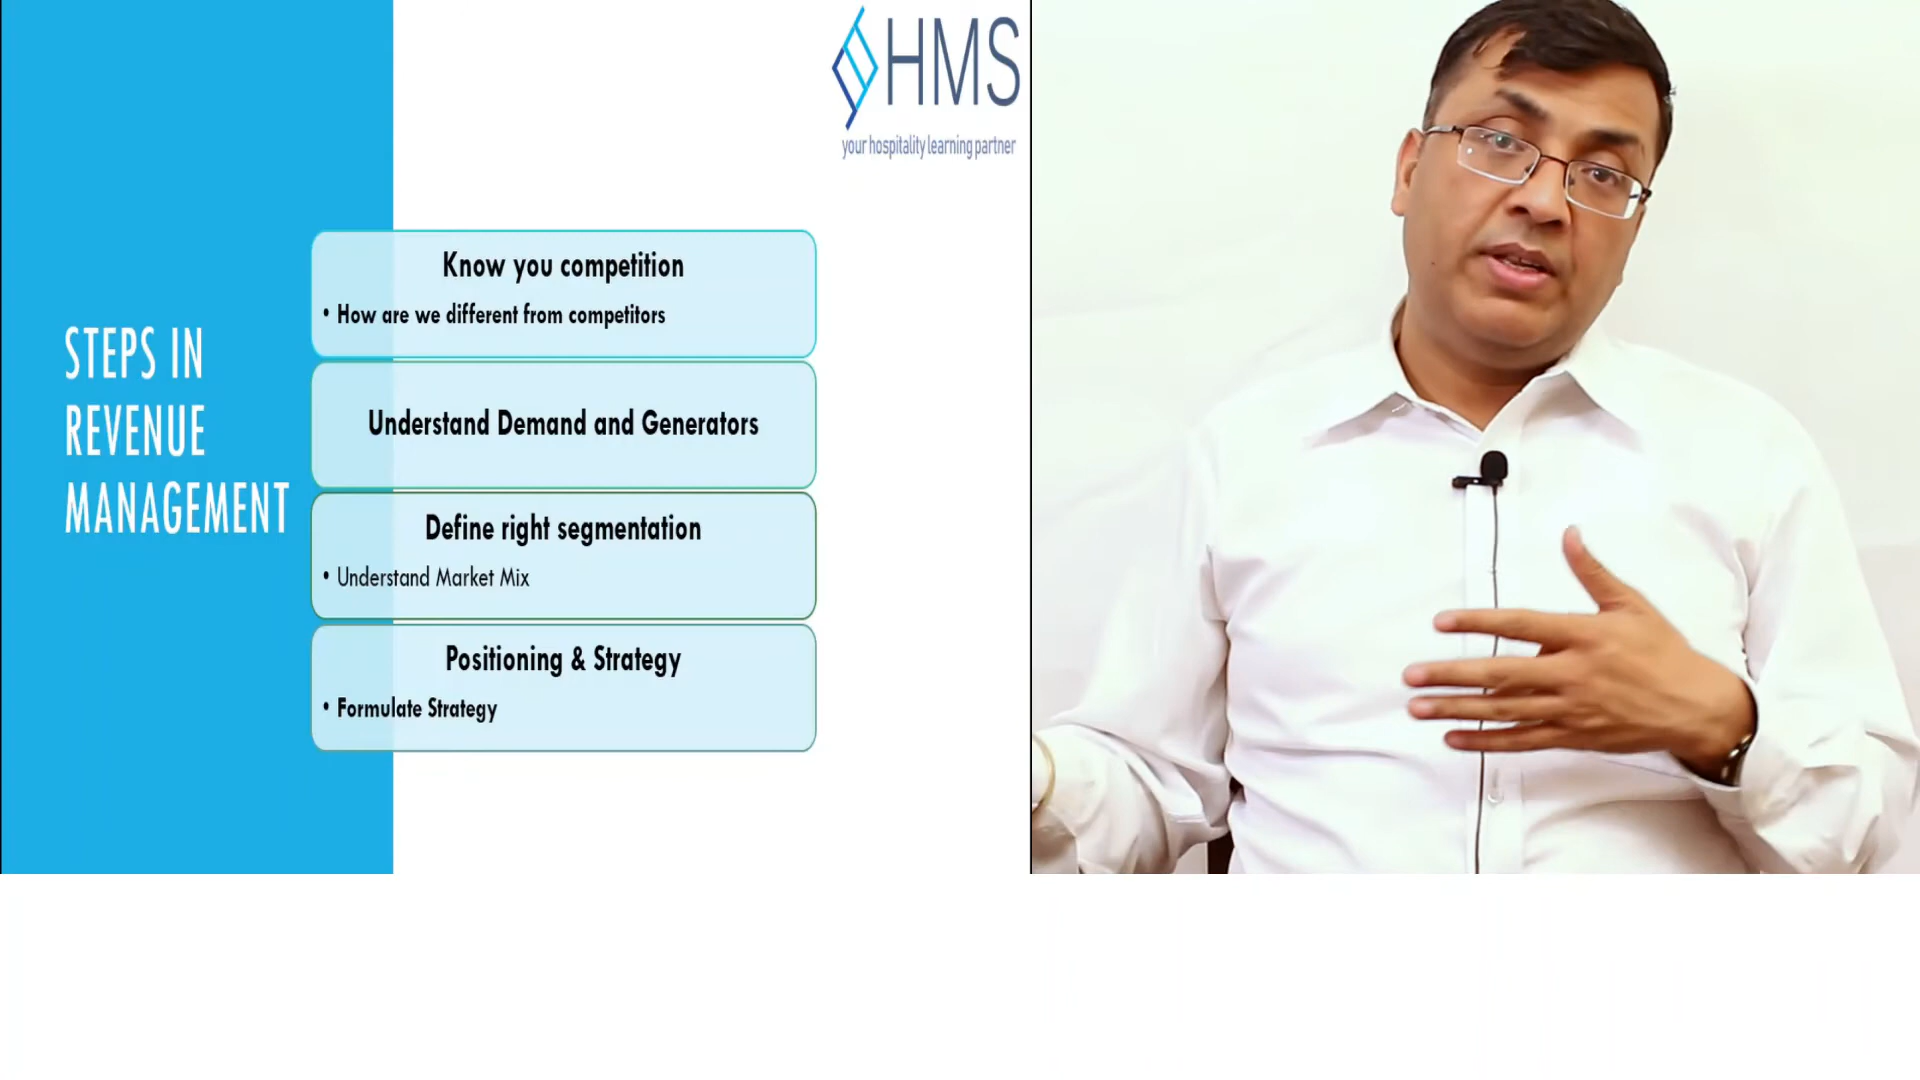 HMS
your hospitality learning partner
STEPS IN
REVENUE
MANAGEMENT
Know you competition
• How are we different from competitors
Understand Demand and Generators
Define right segmentation
• Understand Market Mix
Positioning & Strategy
• Formulate Strategy